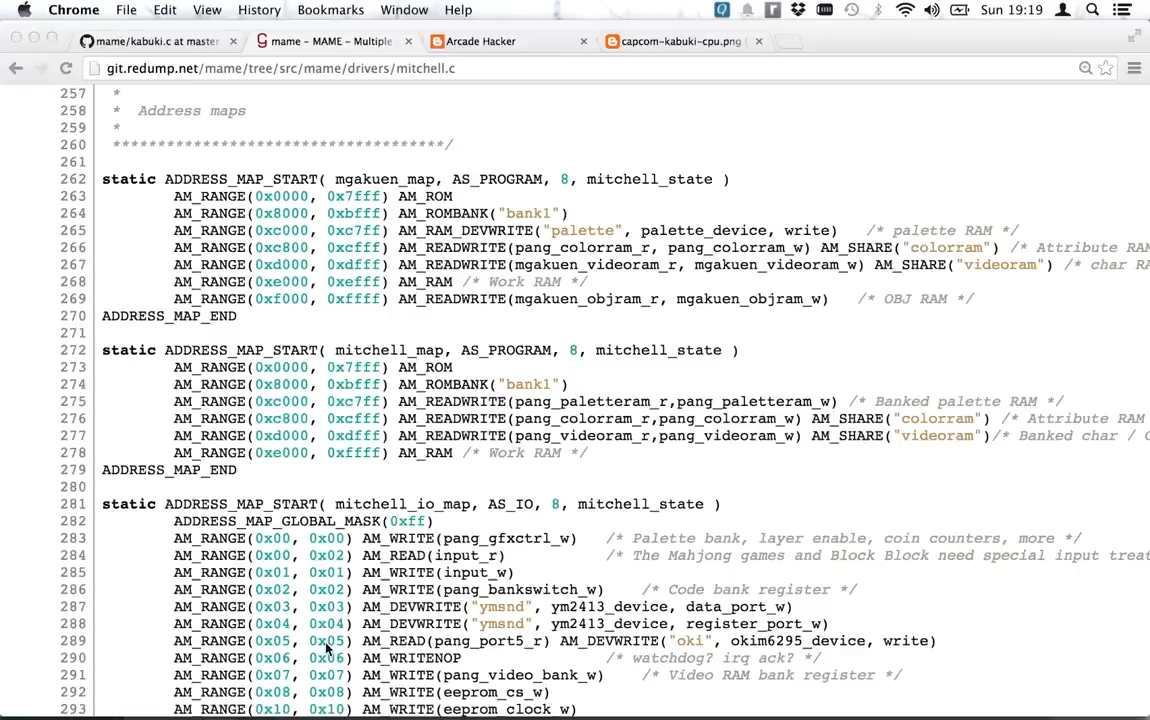 Chrome File Edit View History Bookmarks Window Help Sun 19:19
mame/kabuki.c at master × mame – MAME - Multiple × Arcade Hacker × capcom-kabuki-cpu.png ( ×
git.redump.net/mame/tree/src/mame/drivers/mitchell.c
257 *
258 * Address maps
259 *
260 *************************************/
261
262 static ADDRESS_MAP_START( mgakuen_map, AS_PROGRAM, 8, mitchell_state )
263 AM_RANGE(0x0000, 0x7fff) AM_ROM
264 AM_RANGE(0x8000, 0xbfff) AM_ROMBANK("bank1")
265 AM_RANGE(0xc000, 0xc7ff) AM_RAM_DEVWRITE("palette", palette_device, write) /* palette RAM */
266 AM_RANGE(0xc800, 0xcfff) AM_READWRITE(pang_colorram_r, pang_colorram_w) AM_SHARE("colorram") /* Attribute RAM
267 AM_RANGE(0xd000, 0xdfff) AM_READWRITE(mgakuen_videoram_r, mgakuen_videoram_w) AM_SHARE("videoram") /* char RA
268 AM_RANGE(0xe000, 0xefff) AM_RAM /* Work RAM */
269 AM_RANGE(0xf000, 0xffff) AM_READWRITE(mgakuen_objram_r, mgakuen_objram_w) /* OBJ RAM */
270 ADDRESS_MAP_END
271
272 static ADDRESS_MAP_START( mitchell_map, AS_PROGRAM, 8, mitchell_state )
273 AM_RANGE(0x0000, 0x7fff) AM_ROM
274 AM_RANGE(0x8000, 0xbfff) AM_ROMBANK("bank1")
275 AM_RANGE(0xc000, 0xc7ff) AM_READWRITE(pang_paletteram_r,pang_paletteram_w) /* Banked palette RAM */
276 AM_RANGE(0xc800, 0xcfff) AM_READWRITE(pang_colorram_r,pang_colorram_w) AM_SHARE("colorram") /* Attribute RAM
277 AM_RANGE(0xd000, 0xdfff) AM_READWRITE(pang_videoram_r,pang_videoram_w) AM_SHARE("videoram")/* Banked char / O
278 AM_RANGE(0xe000, 0xffff) AM_RAM /* Work RAM */
279 ADDRESS_MAP_END
280
281 static ADDRESS_MAP_START( mitchell_io_map, AS_IO, 8, mitchell_state )
282 ADDRESS_MAP_GLOBAL_MASK(0xff)
283 AM_RANGE(0x00, 0x00) AM_WRITE(pang_gfxctrl_w) /* Palette bank, layer enable, coin counters, more */
284 AM_RANGE(0x00, 0x02) AM_READ(input_r) /* The Mahjong games and Block Block need special input treat
285 AM_RANGE(0x01, 0x01) AM_WRITE(input_w)
286 AM_RANGE(0x02, 0x02) AM_WRITE(pang_bankswitch_w) /* Code bank register */
287 AM_RANGE(0x03, 0x03) AM_DEVWRITE("ymsnd", ym2413_device, data_port_w)
288 AM_RANGE(0x04, 0x04) AM_DEVWRITE("ymsnd", ym2413_device, register_port_w)
289 AM_RANGE(0x05, 0x05) AM_READ(pang_port5_r) AM_DEVWRITE("oki", okim6295_device, write)
290 AM_RANGE(0x06, 0x06) AM_WRITENOP /* watchdog? irq ack? */
291 AM_RANGE(0x07, 0x07) AM_WRITE(pang_video_bank_w) /* Video RAM bank register */
292 AM_RANGE(0x08, 0x08) AM_WRITE(eeprom_cs_w)
293 AM_RANGE(0x10, 0x10) AM_WRITE(eeprom_clock_w)